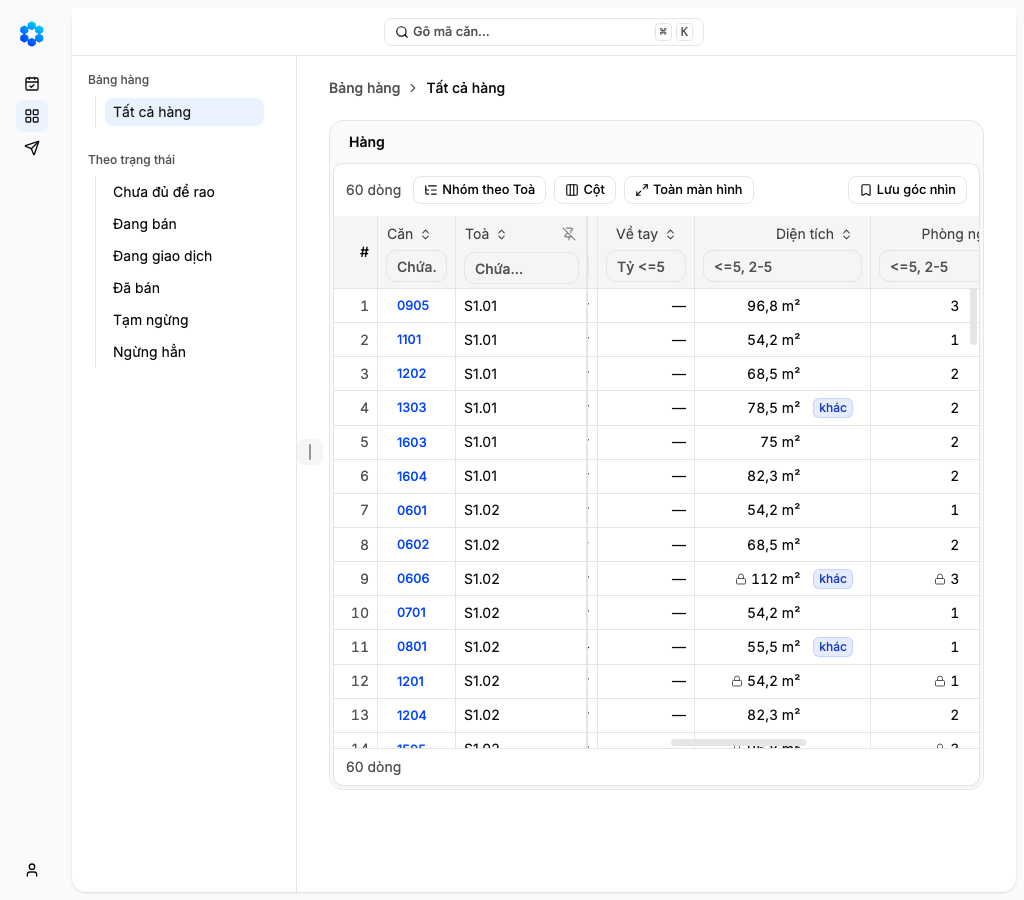 Gõ mã căn... ⌘ K
Bảng hàng
Tất cả hàng
Theo trạng thái
Chưa đủ để rao
Đang bán
Đang giao dịch
Đã bán
Tạm ngừng
Ngừng hẳn
Bảng hàng > Tất cả hàng
Hàng
60 dòng Nhóm theo Toà Cột Toàn màn hình Lưu góc nhìn
# Căn Toà Về tay Diện tích Phòng
Chứa. Chứa... Tỷ <=5 <=5, 2-5 <=5, 2-5
1 0905 S1.01 — 96,8 m² 3
2 1101 S1.01 — 54,2 m² 1
3 1202 S1.01 — 68,5 m² 2
4 1303 S1.01 — 78,5 m² khác 2
5 1603 S1.01 — 75 m² 2
6 1604 S1.01 — 82,3 m² 2
7 0601 S1.02 — 54,2 m² 1
8 0602 S1.02 — 68,5 m² 2
9 0606 S1.02 — 112 m² khác 3
10 0701 S1.02 — 54,2 m² 1
11 0801 S1.02 — 55,5 m² khác 1
12 1201 S1.02 — 54,2 m² 1
13 1204 S1.02 — 82,3 m² 2
60 dòng